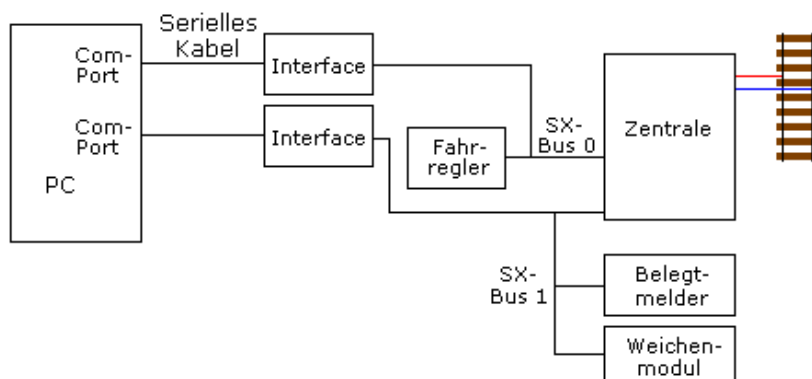 Serielles
Kabel
Com-
Port
Interface
Com-
Port
Interface
PC
Fahr-
regler
SX-
Bus 0
Zentrale
SX-
Bus 1
Belegt-
melder
Weichen-
modul